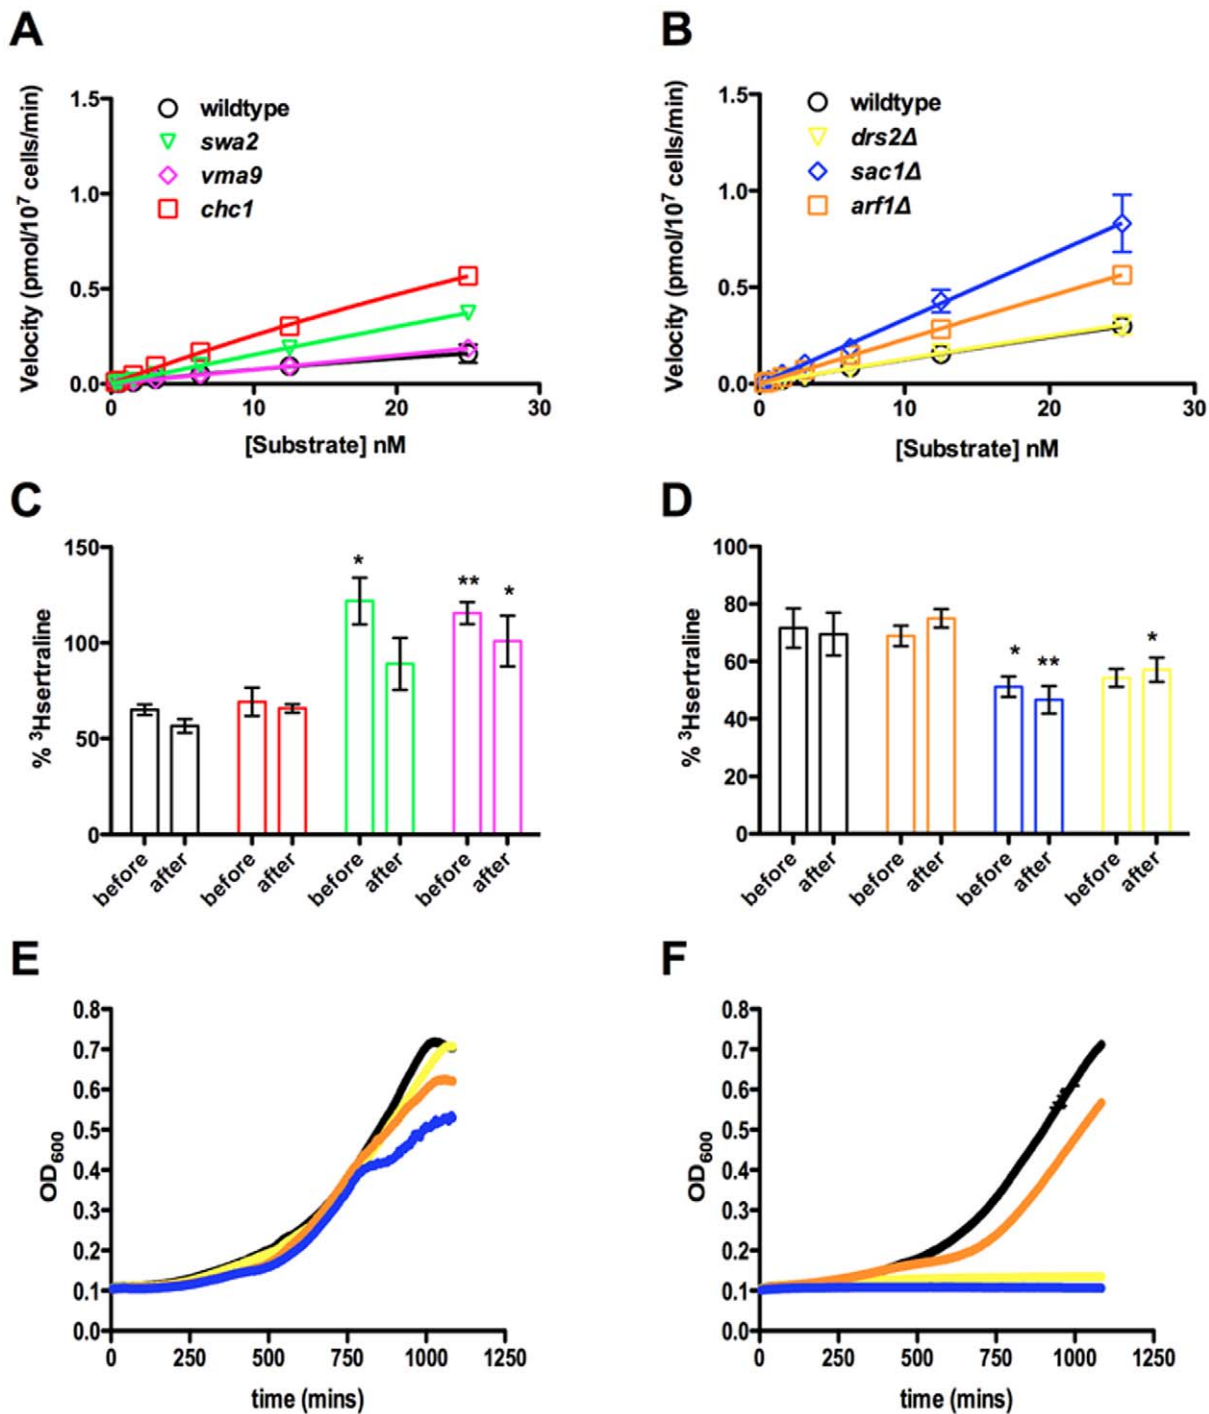 A
Velocity (pmol/10⁷ cells/min)
1.5
1.0
0.5
0.0
wildtype
swa2
vma9
chc1
0 10 20 30
[Substrate] nM
B
Velocity (pmol/10⁷ cells/min)
1.5
1.0
0.5
0.0
wildtype
drs2Δ
sac1Δ
arf1Δ
0 10 20 30
[Substrate] nM
C
% ³Hsertraline
150
100
50
0
* ** *
before after before after before after before after
D
% ³Hsertraline
100
80
60
40
20
0
* ** *
before after before after before after before after
E
OD₆₀₀
0.8
0.7
0.6
0.5
0.4
0.3
0.2
0.1
0.0
0 250 500 750 1000 1250
time (mins)
F
OD₆₀₀
0.8
0.7
0.6
0.5
0.4
0.3
0.2
0.1
0.0
0 250 500 750 1000 1250
time (mins)